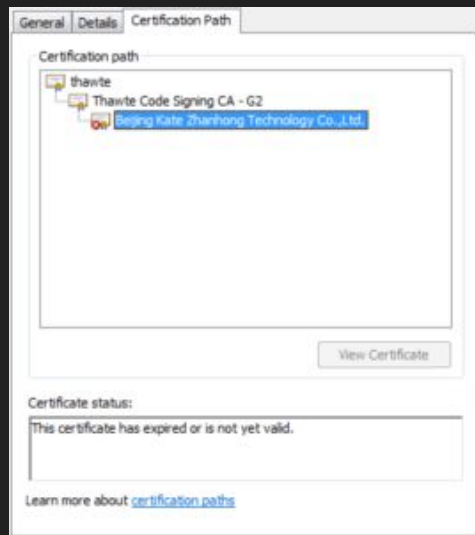 General Details Certification Path
Certification path
thawte
Thawte Code Signing CA - G2
Beijing Kate Zhanhong Technology Co.,Ltd.
View Certificate
Certificate status:
This certificate has expired or is not yet valid.
Learn more about certification paths